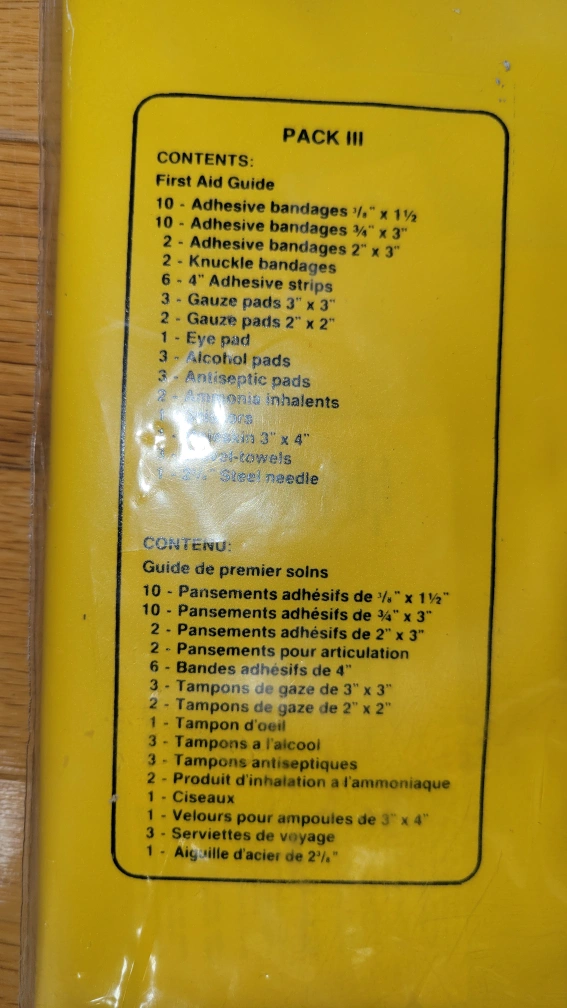 PACK III
CONTENTS:
First Aid Guide
10 - Adhesive bandages ³/₈" x 1½
10 - Adhesive bandages ¾" x 3"
2 - Adhesive bandages 2" x 3"
2 - Knuckle bandages
6 - 4" Adhesive strips
3 - Gauze pads 3" x 3"
2 - Gauze pads 2" x 2"
1 - Eye pad
3 - Alcohol pads
3 - Antiseptic pads
2 - Ammonia inhalents
1 - Scissors
3" x 4"
1 - Steel needle
CONTENU:
Guide de premier soins
10 - Pansements adhésifs de ³/₈" x 1½"
10 - Pansements adhésifs de ¾" x 3"
2 - Pansements adhésifs de 2" x 3"
2 - Pansements pour articulation
6 - Bandes adhésifs de 4"
3 - Tampons de gaze de 3" x 3"
2 - Tampons de gaze de 2" x 2"
1 - Tampon d'oeil
3 - Tampons a l'alcool
3 - Tampons antiseptiques
2 - Produit d'inhalation a l'ammoniaque
1 - Ciseaux
1 - Velours pour ampoules de 3" x 4"
3 - Serviettes de voyage
1 - Aiguille d'acier de 2³/₈"